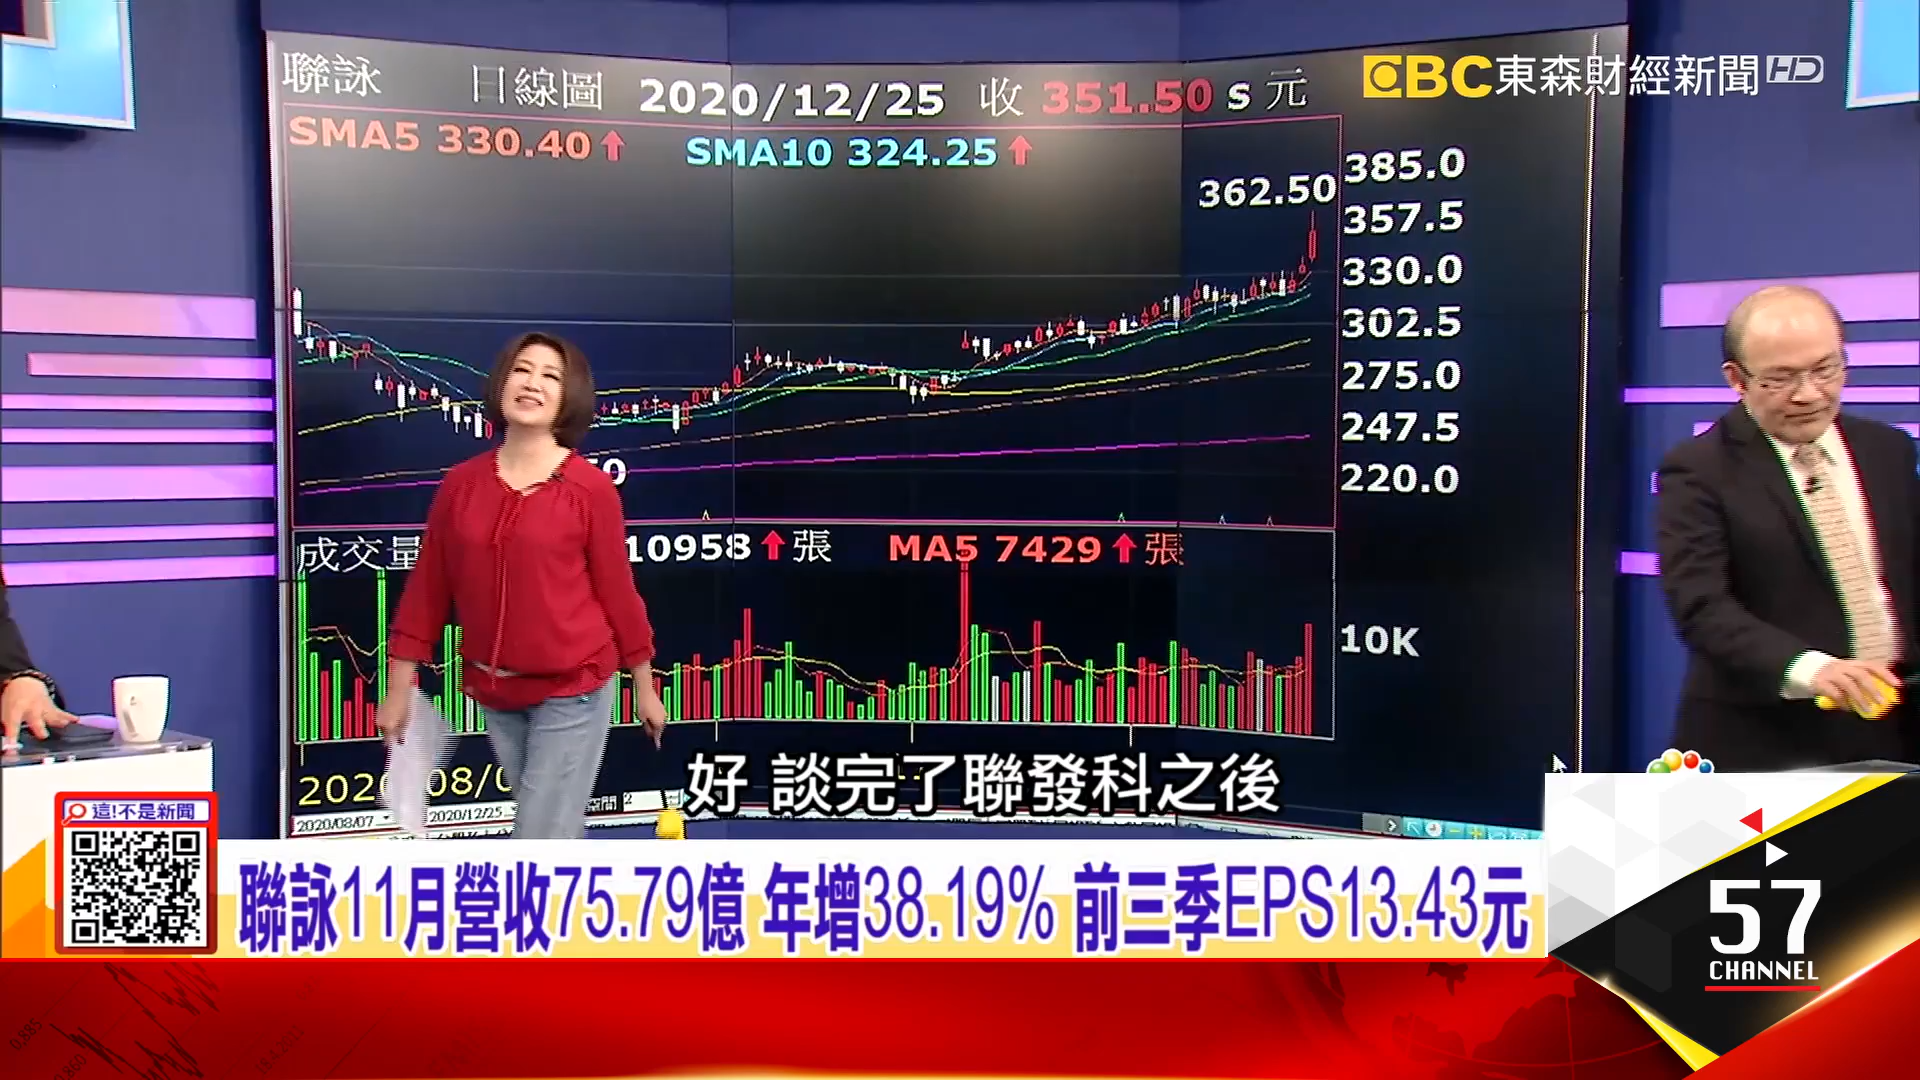 聯詠 日線圖 2020/12/25 收 351.50 s 元
EBC 東森財經新聞 HD
SMA5 330.40↑ SMA10 324.25↑
362.50
385.0
357.5
330.0
302.5
275.0
247.5
220.0
成交量 10958↑張 MA5 7429↑張
10K
2020/08/0
2020/08/07 2020/12/25
好 談完了聯發科之後
這!不是新聞
聯詠11月營收75.79億 年增38.19% 前三季EPS13.43元
57
CHANNEL